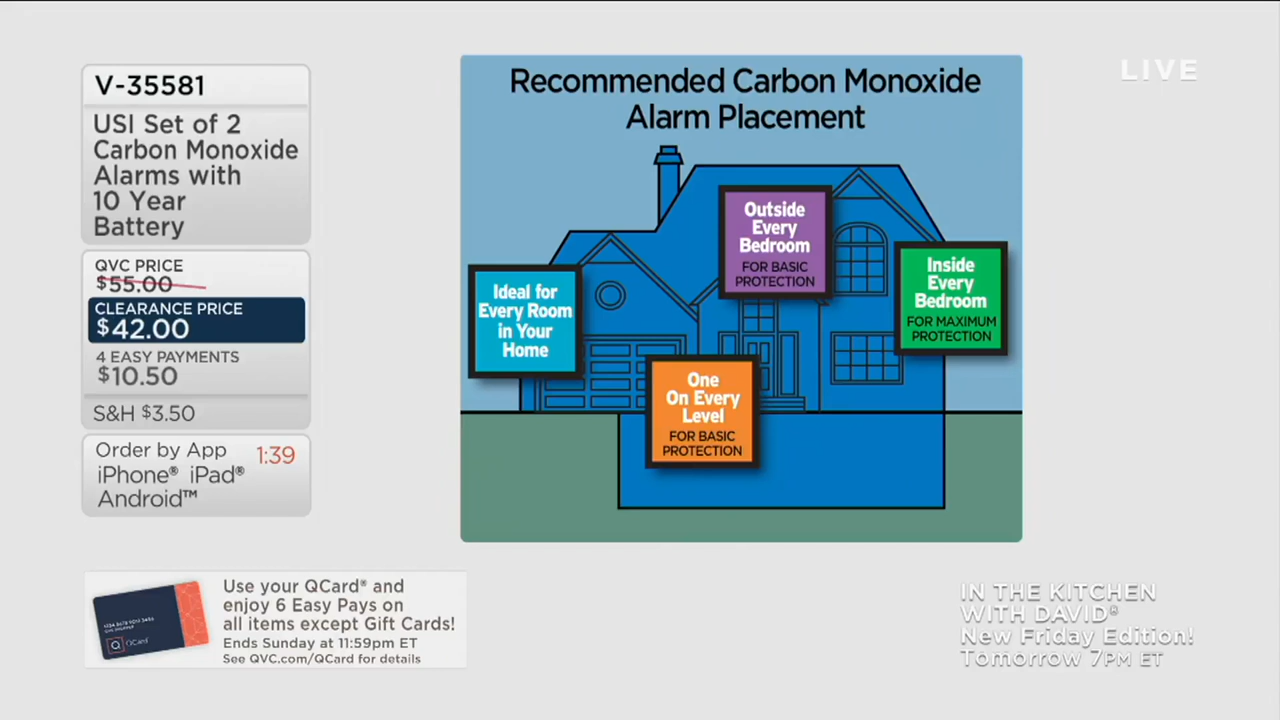 V-35581
USI Set of 2
Carbon Monoxide
Alarms with
10 Year
Battery
QVC PRICE
$55.00
CLEARANCE PRICE
$42.00
4 EASY PAYMENTS
$10.50
S&H $3.50
Order by App 1:39
iPhone® iPad®
Android™
Recommended Carbon Monoxide
Alarm Placement
Ideal for
Every Room
in Your
Home
Outside
Every
Bedroom
FOR BASIC
PROTECTION
Inside
Every
Bedroom
FOR MAXIMUM
PROTECTION
One
On Every
Level
FOR BASIC
PROTECTION
LIVE
QCard
Use your QCard® and
enjoy 6 Easy Pays on
all items except Gift Cards!
Ends Sunday at 11:59pm ET
See QVC.com/QCard for details
IN THE KITCHEN
WITH DAVID®
New Friday Edition!
Tomorrow 7PM ET